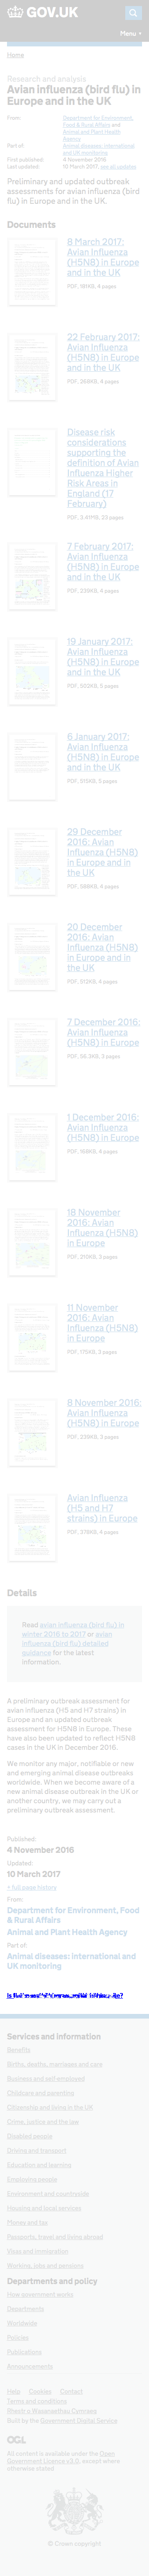 GOV.UK
Menu
Home
Research and analysis
Avian influenza (bird flu) in
Europe and in the UK
From:
Department for Environment,
Food & Rural Affairs and
Animal and Plant Health
Agency
Part of:
Animal diseases: international
and UK monitoring
First published:
4 November 2016
Last updated:
10 March 2017, see all updates
Preliminary and updated outbreak
assessments for avian influenza (bird
flu) in Europe and in the UK.
Documents
8 March 2017:
Avian Influenza
(H5N8) in Europe
and in the UK
PDF, 141KB, 4 pages
22 February 2017:
Avian Influenza
(H5N8) in Europe
and in the UK
PDF, 268KB, 4 pages
Disease risk
considerations
supporting the
definition of Avian
Influenza Higher
Risk Areas in
England (17
February)
PDF, 2.41MB, 23 pages
7 February 2017:
Avian Influenza
(H5N8) in Europe
and in the UK
PDF, 239KB, 4 pages
19 January 2017:
Avian Influenza
(H5N8) in Europe
and in the UK
PDF, 552KB, 5 pages
6 January 2017:
Avian Influenza
(H5N8) in Europe
and in the UK
PDF, 515KB, 5 pages
29 December
2016: Avian
Influenza (H5N8)
in Europe and in
the UK
PDF, 588KB, 4 pages
20 December
2016: Avian
Influenza (H5N8)
in Europe and in
the UK
PDF, 512KB, 4 pages
7 December 2016:
Avian Influenza
(H5N8) in Europe
PDF, 56.3KB, 3 pages
1 December 2016:
Avian Influenza
(H5N8) in Europe
PDF, 168KB, 4 pages
18 November
2016: Avian
Influenza (H5N8)
in Europe
PDF, 210KB, 3 pages
11 November
2016: Avian
Influenza (H5N8)
in Europe
PDF, 175KB, 3 pages
8 November 2016:
Avian Influenza
(H5N8) in Europe
PDF, 239KB, 3 pages
Avian Influenza
(H5 and H7
strains) in Europe
PDF, 378KB, 4 pages
Details
Read avian influenza (bird flu) in
winter 2016 to 2017 or avian
influenza (bird flu) detailed
guidance for the latest
information.
A preliminary outbreak assessment for
avian influenza (H5 and H7 strains) in
Europe and an updated outbreak
assessment for H5N8 in Europe. These
have also been updated to reflect H5N8
cases in the UK in December 2016.
We monitor any major, notifiable or new
and emerging animal disease outbreaks
worldwide. When we become aware of a
new animal disease outbreak in the UK or
elsewhere, we may carry out a
preliminary outbreak assessment.
Published:
4 November 2016
Updated:
10 March 2017
+ full page history
From:
Department for Environment, Food
& Rural Affairs
Animal and Plant Health Agency
Part of:
Animal diseases: international and
UK monitoring
Services and information
Benefits
Births, deaths, marriages and care
Business and self-employed
Childcare and parenting
Citizenship and living in the UK
Crime, justice and the law
Disabled people
Driving and transport
Education and learning
Employing people
Environment and countryside
Housing and local services
Money and tax
Passports, travel and living abroad
Visas and immigration
Working, jobs and pensions
Departments and policy
How government works
Departments
Worldwide
Policies
Publications
Announcements
Help Cookies Contact
Terms and conditions
Rhestr o Wasanaethau Cymraeg
Built by the Government Digital Service
OGL
All content is available under the Open
Government Licence v3.0, except where
otherwise stated
© Crown copyright